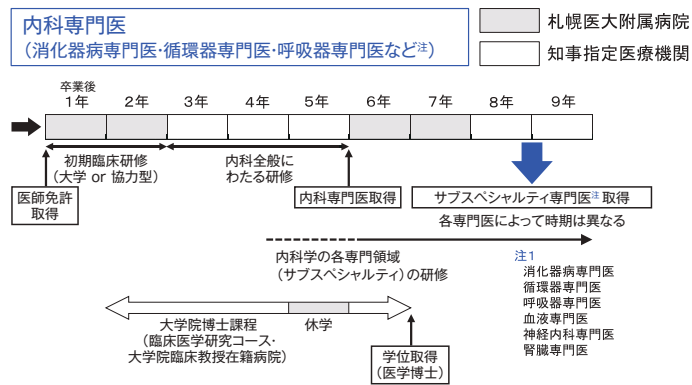 内科専門医
（消化器病専門医・循環器専門医・呼吸器専門医など注）
札幌医大附属病院
知事指定医療機関
卒業後
1年 2年 3年 4年 5年 6年 7年 8年 9年
初期臨床研修
（大学 or 協力型）
内科全般に
わたる研修
医師免許
取得
内科専門医取得
サブスペシャルティ専門医注取得
各専門医によって時期は異なる
内科学の各専門領域
（サブスペシャルティ）の研修
注1
消化器病専門医
循環器専門医
呼吸器専門医
血液専門医
神経内科専門医
腎臓専門医
大学院博士課程
（臨床医学研究コース・
大学院臨床教授在籍病院）
休学
学位取得
（医学博士）